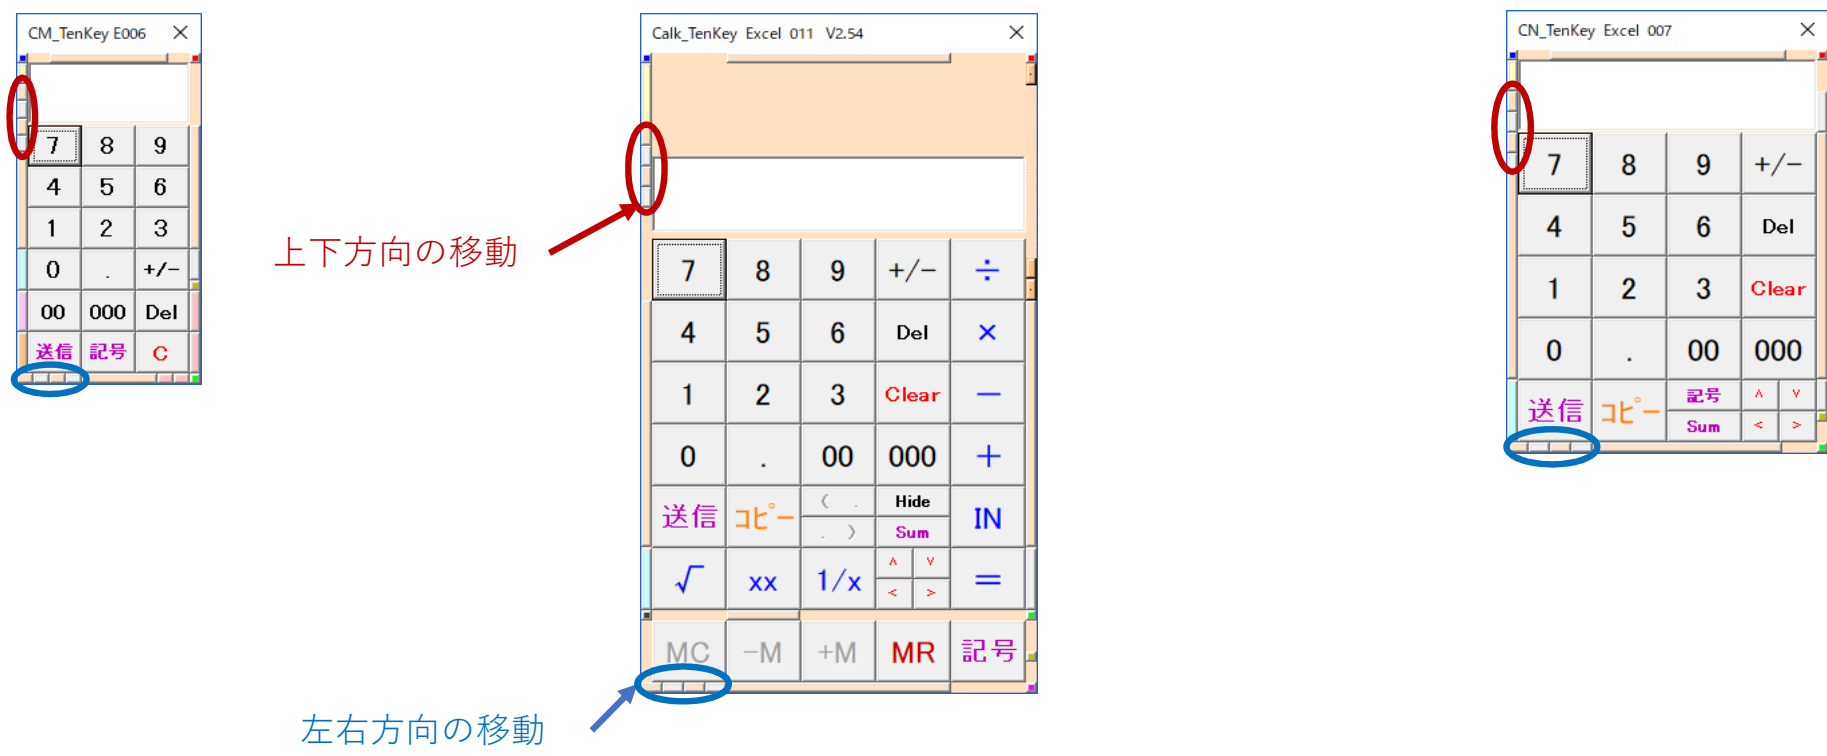 CM_TenKey E006
7 8 9
4 5 6
1 2 3
0 . +/−
00 000 Del
送信 記号 C
上下方向の移動
Calk_TenKey Excel 011 V2.54
7 8 9 +/− ÷
4 5 6 Del ×
1 2 3 Clear −
0 . 00 000 +
送信 コピー ( . Hide IN
. ) Sum
√ xx 1/x ∧ ∨ =
< >
MC −M +M MR 記号
左右方向の移動
CN_TenKey Excel 007
7 8 9 +/−
4 5 6 Del
1 2 3 Clear
0 . 00 000
送信 コピー 記号 ∧ ∨
Sum < >